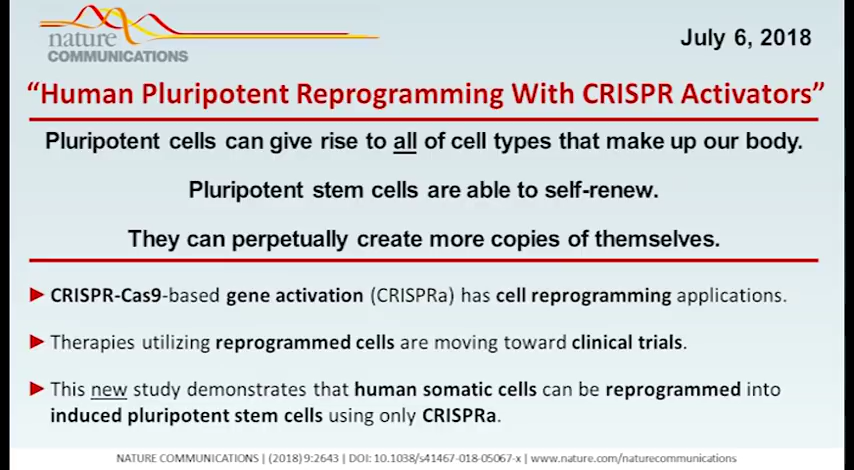 nature
COMMUNICATIONS
July 6, 2018
“Human Pluripotent Reprogramming With CRISPR Activators”
Pluripotent cells can give rise to all of cell types that make up our body.
Pluripotent stem cells are able to self-renew.
They can perpetually create more copies of themselves.
CRISPR-Cas9-based gene activation (CRISPRa) has cell reprogramming applications.
Therapies utilizing reprogrammed cells are moving toward clinical trials.
This new study demonstrates that human somatic cells can be reprogrammed into
induced pluripotent stem cells using only CRISPRa.
NATURE COMMUNICATIONS | (2018) 9:2643 | DOI: 10.1038/s41467-018-05067-x | www.nature.com/naturecommunications